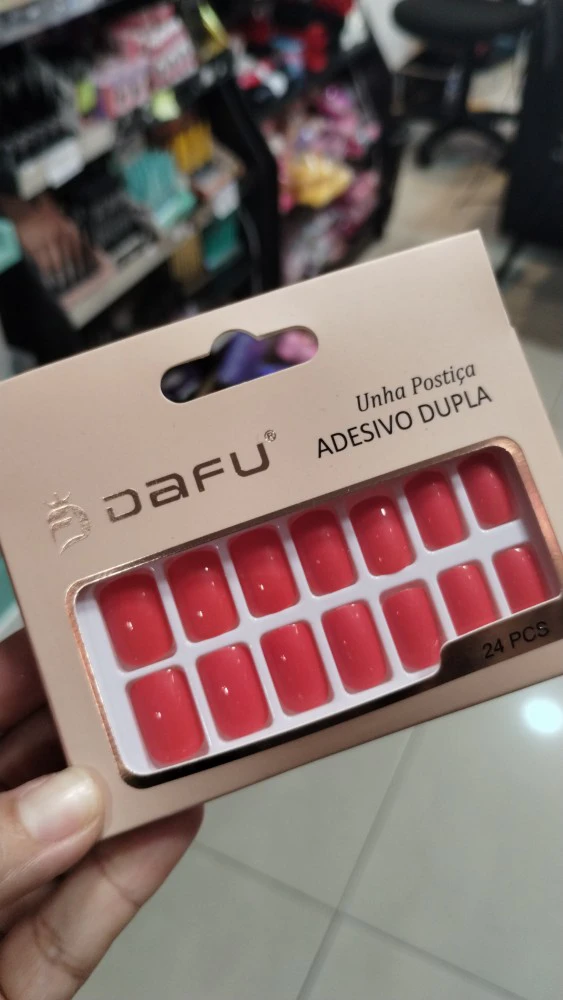 Unha Postiça
ADESIVO DUPLA
DAFU®
24 PCS